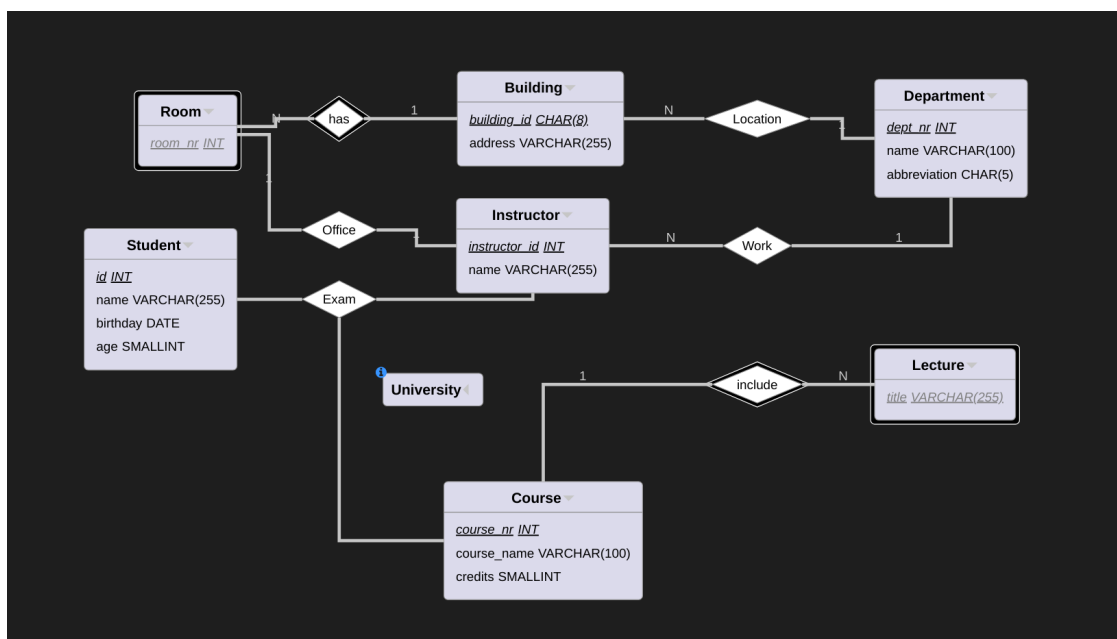 Room
room_nr INT
N
has
1
Building
building_id CHAR(8)
address VARCHAR(255)
N
Location
1
Department
dept_nr INT
name VARCHAR(100)
abbreviation CHAR(5)
1
Office
Instructor
instructor_id INT
name VARCHAR(255)
N
Work
1
Student
id INT
name VARCHAR(255)
birthday DATE
age SMALLINT
Exam
i
University
1
include
N
Lecture
title VARCHAR(255)
Course
course_nr INT
course_name VARCHAR(100)
credits SMALLINT